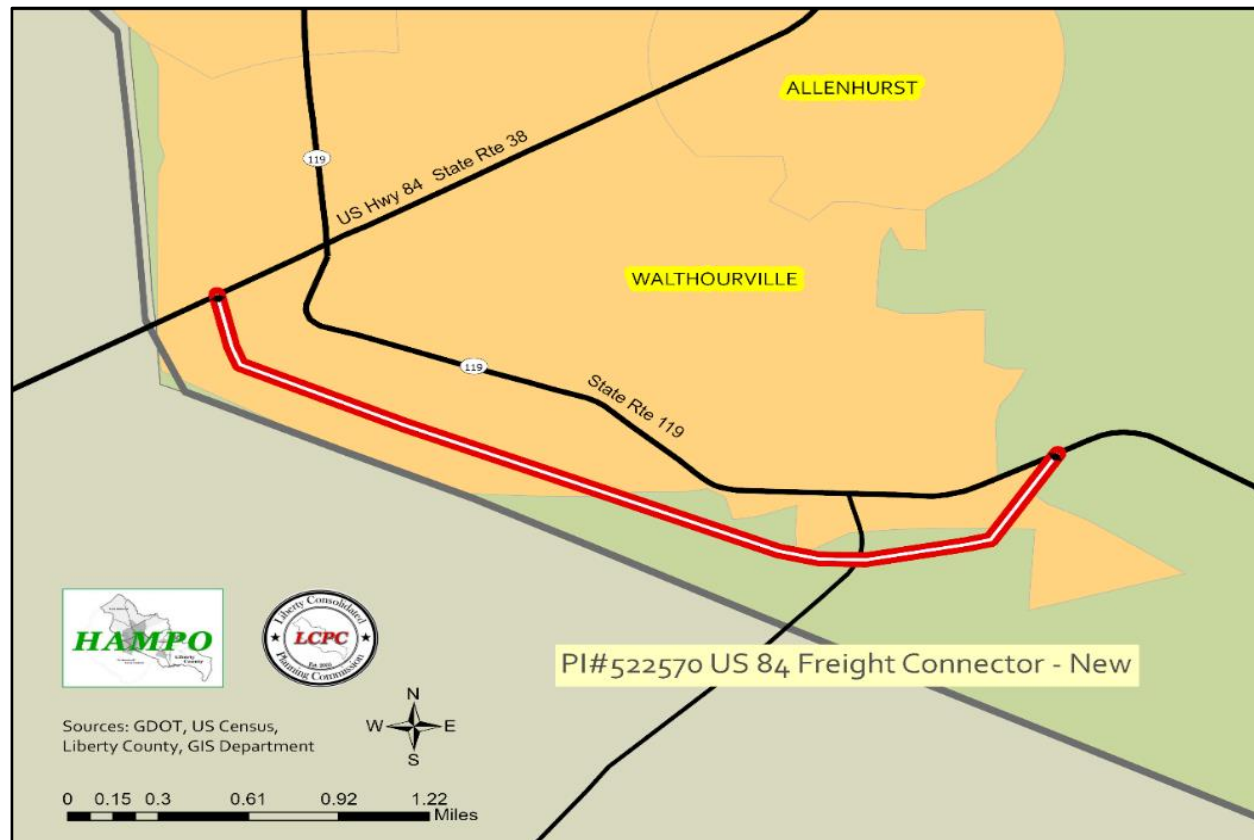 ALLENHURST
119
US Hwy 84 State Rte 38
WALTHOURVILLE
119
State Rte 119
HAMPO
Liberty Consolidated
LCPC
Planning Commission
PI#522570 US 84 Freight Connector - New
N
W E
S
Sources: GDOT, US Census,
Liberty County, GIS Department
0 0.15 0.3 0.61 0.92 1.22
Miles